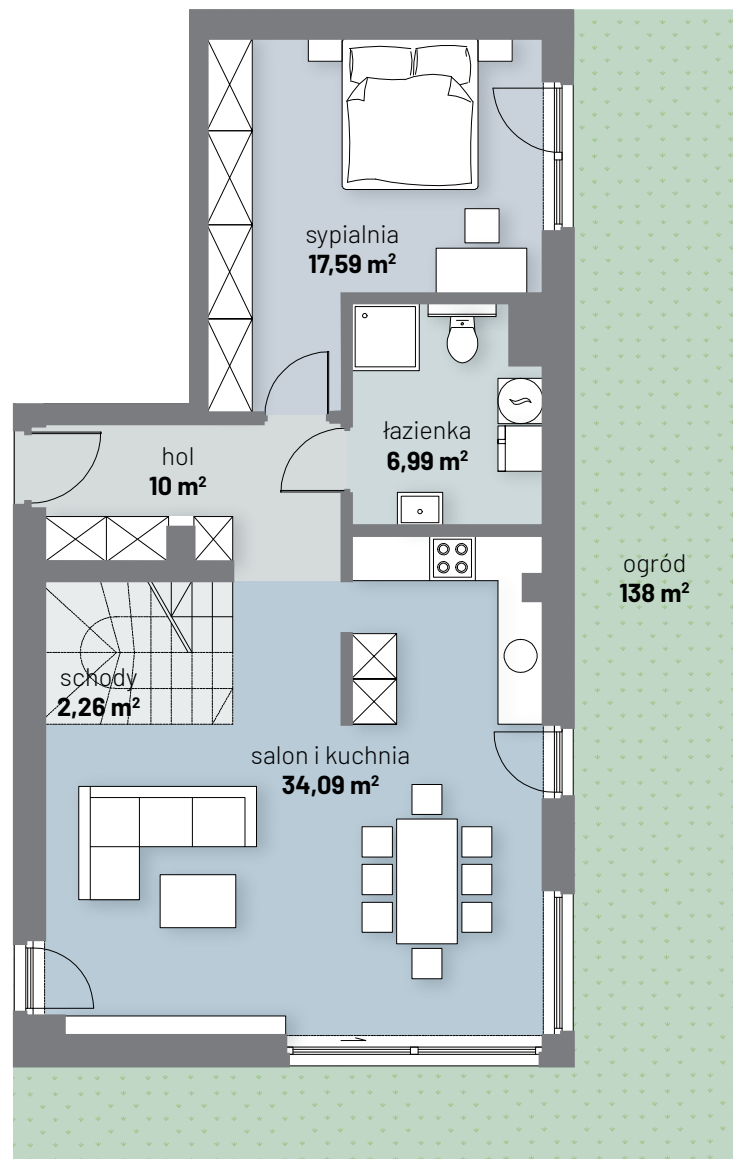 sypialnia
17,59 m²
łazienka
6,99 m²
hol
10 m²
ogród
138 m²
schody
2,26 m²
salon i kuchnia
34,09 m²